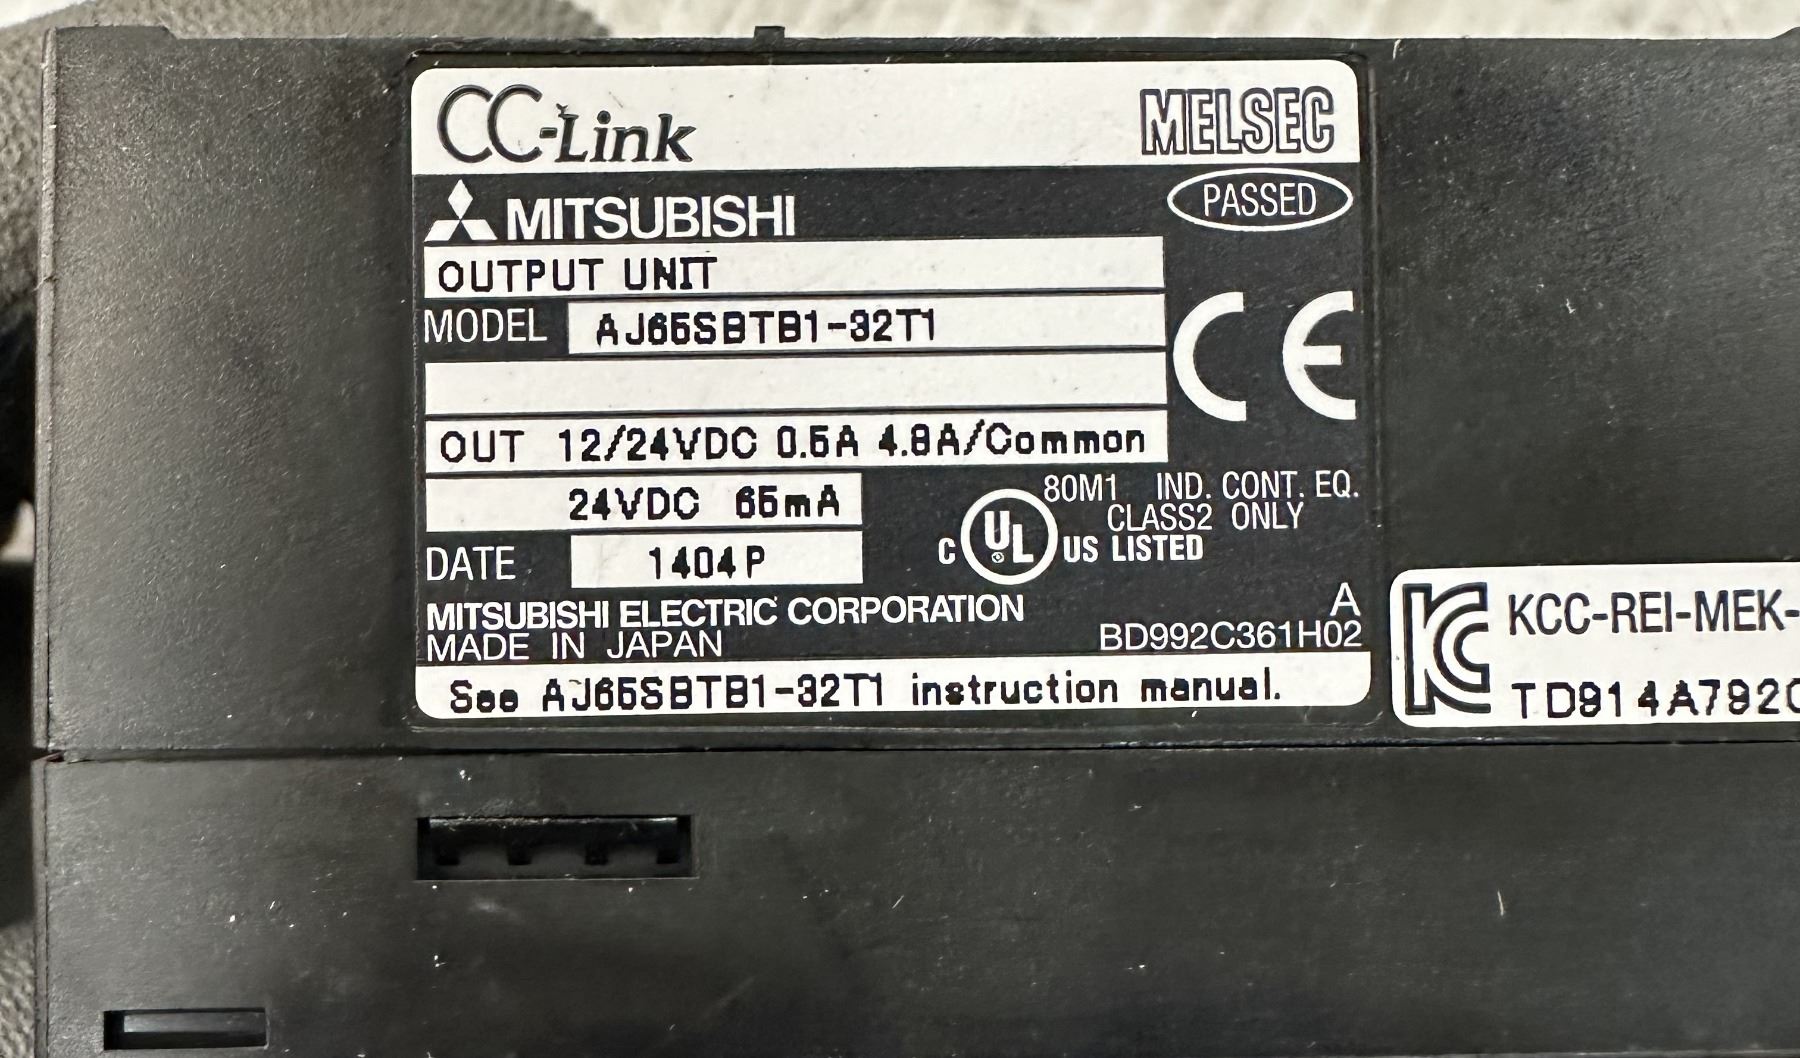 CC-Link MELSEC
MITSUBISHI PASSED
OUTPUT UNIT
MODEL AJ65SBTB1-32T1
CE
OUT 12/24VDC 0.5A 4.8A/Common
24VDC 65mA
80M1 IND. CONT. EQ.
CLASS2 ONLY
C UL US LISTED
DATE 1404P
MITSUBISHI ELECTRIC CORPORATION A
MADE IN JAPAN BD992C361H02
See AJ65SBTB1-32T1 instruction manual.
KCC-REI-MEK-
TD914A792